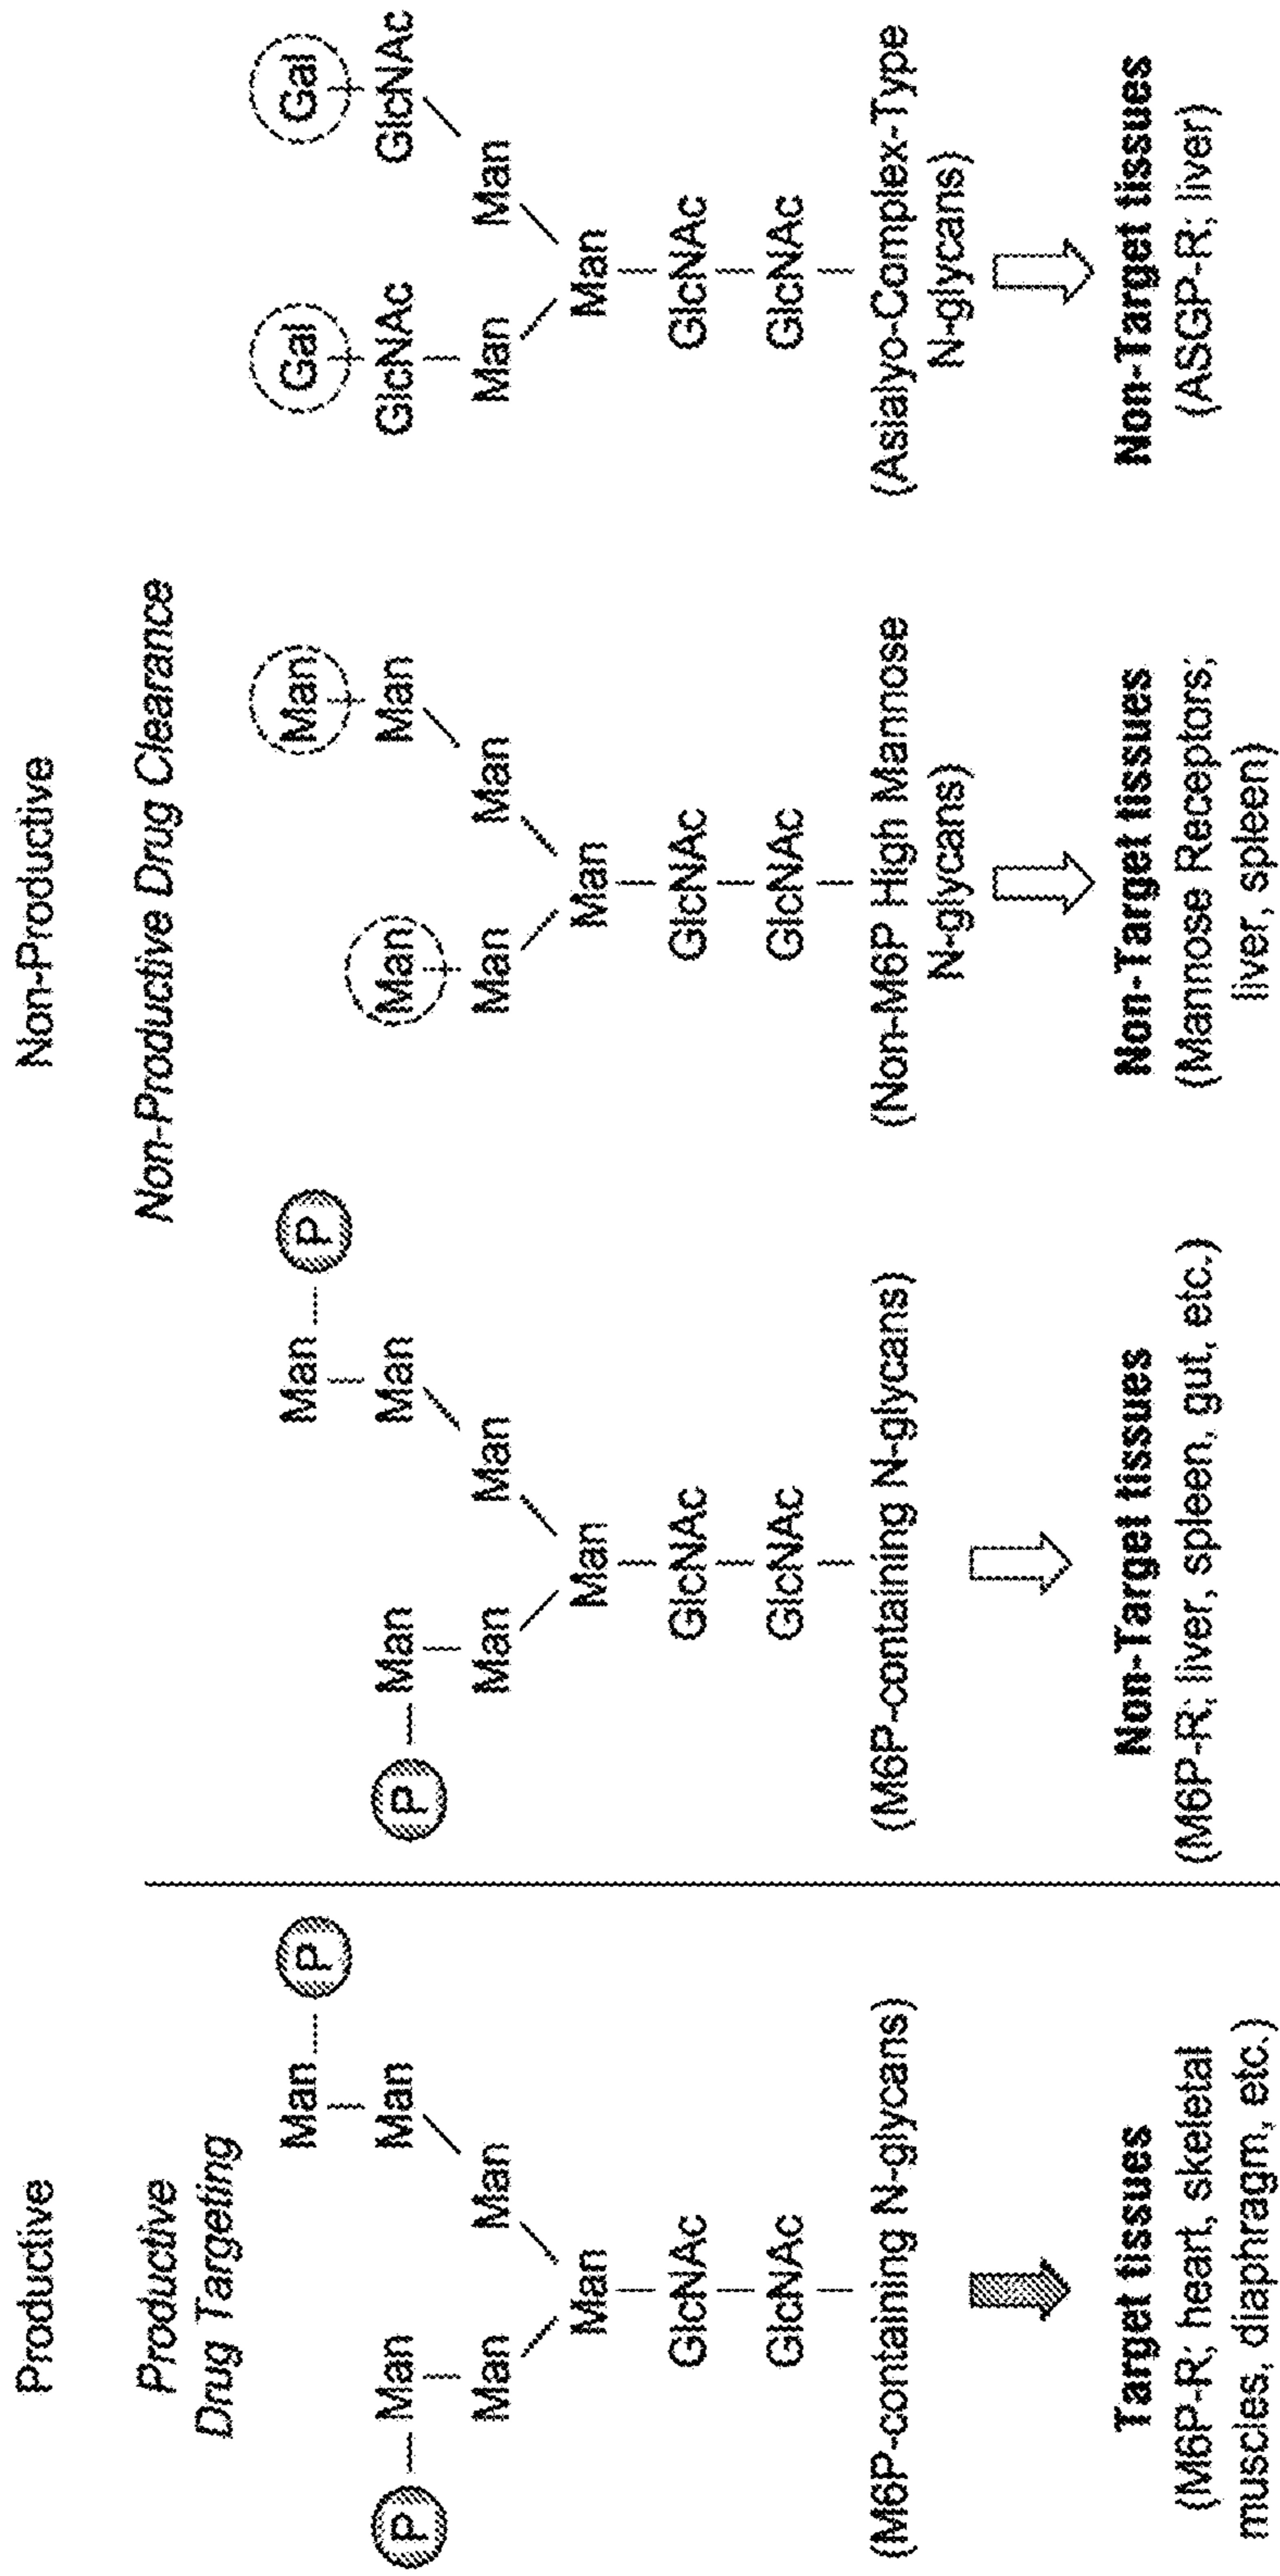 Productive
Non-Productive
Productive
Drug Targeting
Non-Productive Drug Clearance
Man
P
P
Man
Man
Man
Man
Man
GlcNAc
GlcNAc
(M6P-containing N-glycans)
Target tissues
(M6P-R; heart, skeletal
muscles, diaphragm, etc.)
Man
P
P
Man
Man
Man
Man
Man
GlcNAc
GlcNAc
(M6P-containing N-glycans)
Non-Target tissues
(M6P-R; liver, spleen, gut, etc.)
Man
Man
Man
Man
Man
Man
GlcNAc
GlcNAc
(Non-M6P High Mannose
N-glycans)
Non-Target tissues
(Mannose Receptors;
liver, spleen)
Gal
Gal
GlcNAc
GlcNAc
Man
Man
Man
GlcNAc
GlcNAc
(Asialyo-Complex-Type
N-glycans)
Non-Target tissues
(ASGP-R; liver)